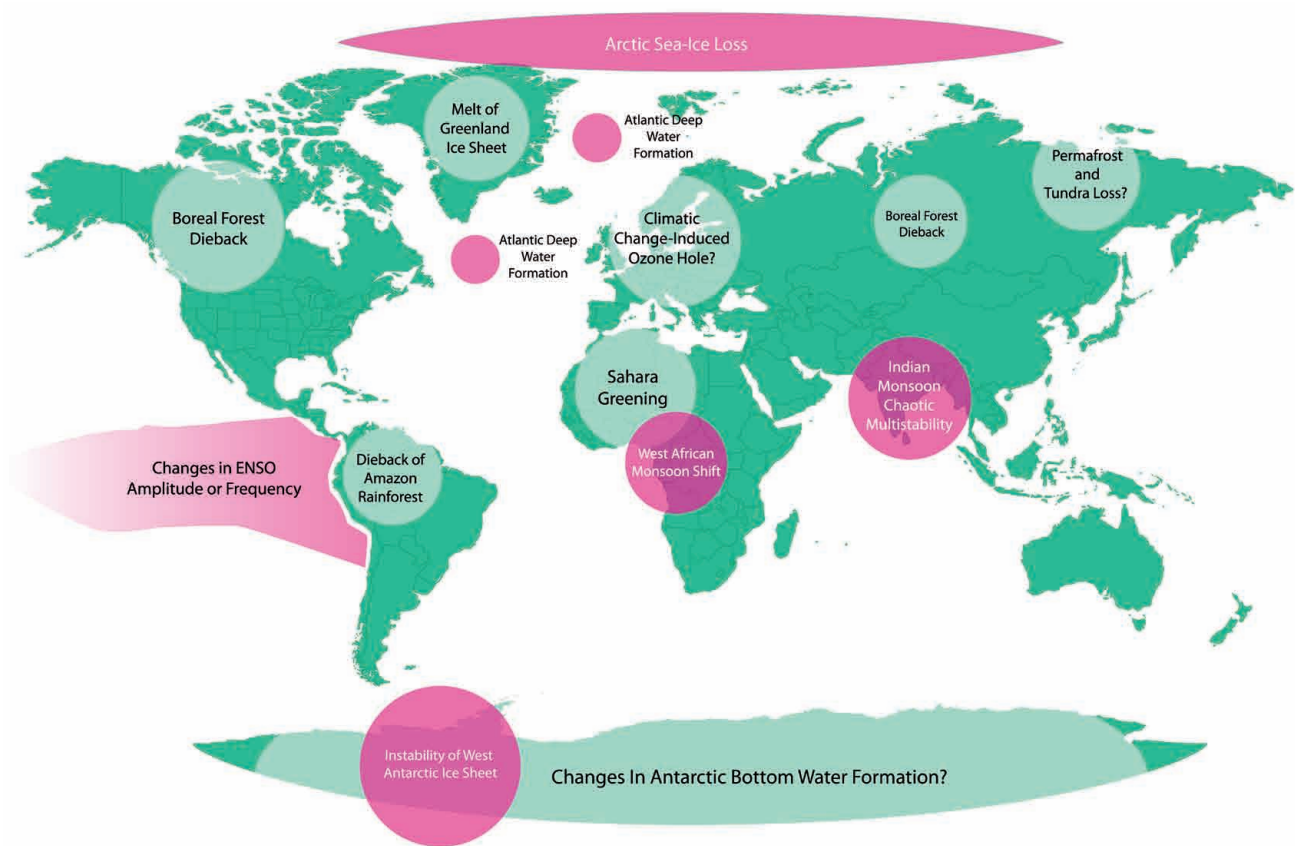 Arctic Sea-Ice Loss
Melt of
Greenland
Ice Sheet
Atlantic Deep
Water
Formation
Permafrost
and
Tundra Loss?
Boreal Forest
Dieback
Climatic
Change-Induced
Ozone Hole?
Boreal Forest
Dieback
Atlantic Deep
Water
Formation
Sahara
Greening
Indian
Monsoon
Chaotic
Multistability
Changes in ENSO
Amplitude or Frequency
Dieback of
Amazon
Rainforest
West African
Monsoon Shift
Instability of West
Antarctic Ice Sheet
Changes In Antarctic Bottom Water Formation?